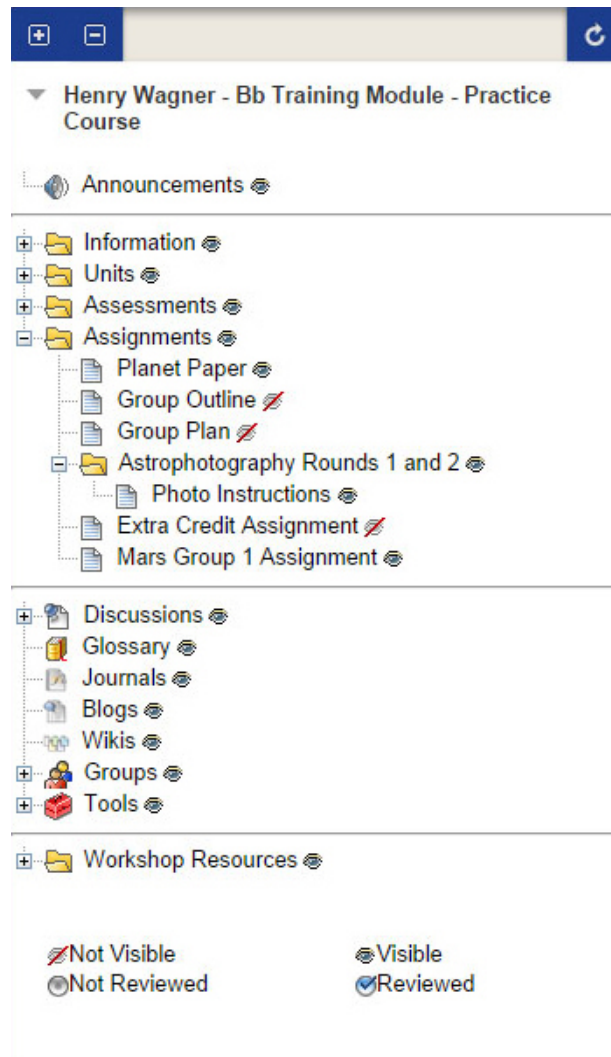 Henry Wagner - Bb Training Module - Practice
Course
Announcements
Information
Units
Assessments
Assignments
Planet Paper
Group Outline
Group Plan
Astrophotography Rounds 1 and 2
Photo Instructions
Extra Credit Assignment
Mars Group 1 Assignment
Discussions
Glossary
Journals
Blogs
Wikis
Groups
Tools
Workshop Resources
Not Visible Visible
Not Reviewed Reviewed